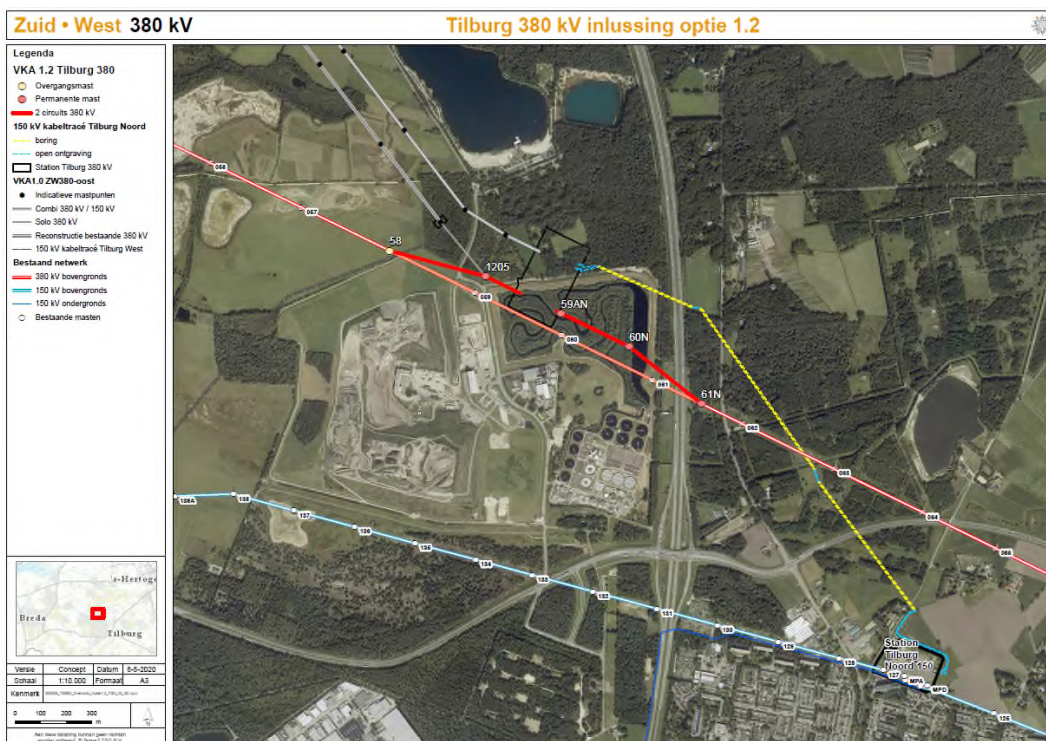 Zuid • West 380 kV
Tilburg 380 kV inlussing optie 1.2
Legenda
VKA 1.2 Tilburg 380
Overgangsmast
Permanente mast
2 circuits 380 kV
150 kV kabeltracé Tilburg Noord
boring
open ontgraving
Station Tilburg 380 kV
VKA1.0 ZW380-oost
Indicatieve mastpunten
Combi 380 kV / 150 kV
Solo 380 kV
Reconstructie bestaande 380 kV
150 kV kabeltracé Tilburg West
Bestaand netwerk
380 kV bovengronds
150 kV bovengronds
150 kV ondergronds
Bestaande masten
's-Hertoge
Breda
Tilburg
Versie Concept Datum 6-5-2020
Schaal 1:10.000 Formaat A3
Kenmerk
0 100 200 300
m
N
058
057
58
1205
059
59AN
060
60N
061
61N
062
063
064
065
136A
138
137
136
135
134
133
132
131
130
129
128
127
MPA
MPD
125
Station
Tilburg
Noord 150